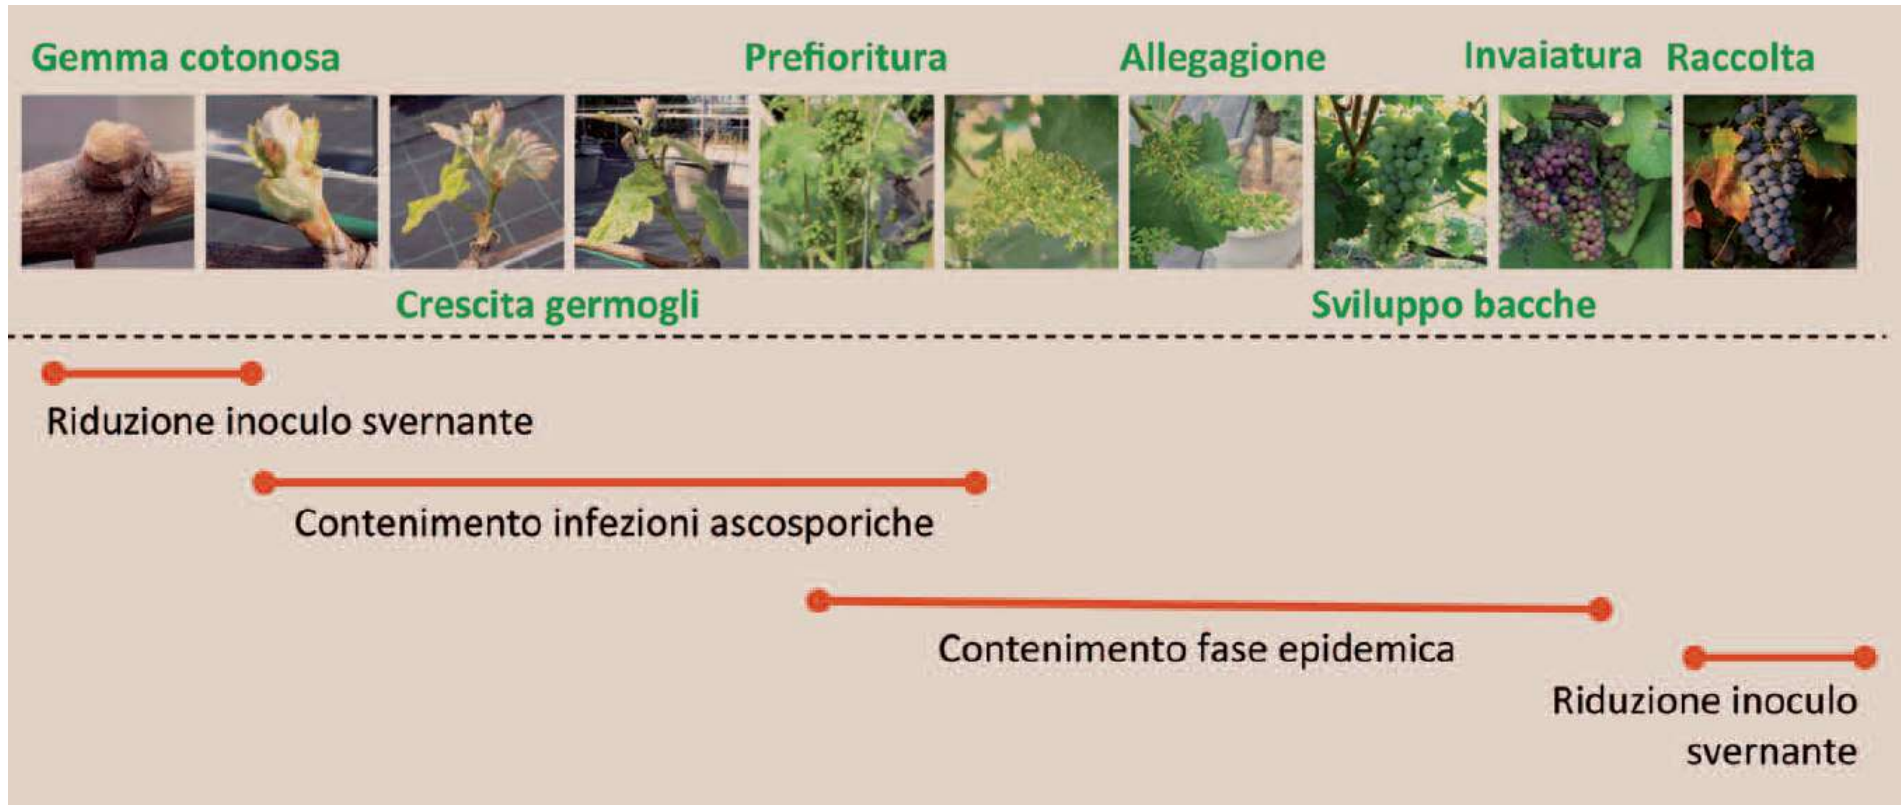 Gemma cotonosa
Prefioritura
Allegagione
Invaiatura
Raccolta
Crescita germogli
Sviluppo bacche
Riduzione inoculo svernante
Contenimento infezioni ascosporiche
Contenimento fase epidemica
Riduzione inoculo
svernante